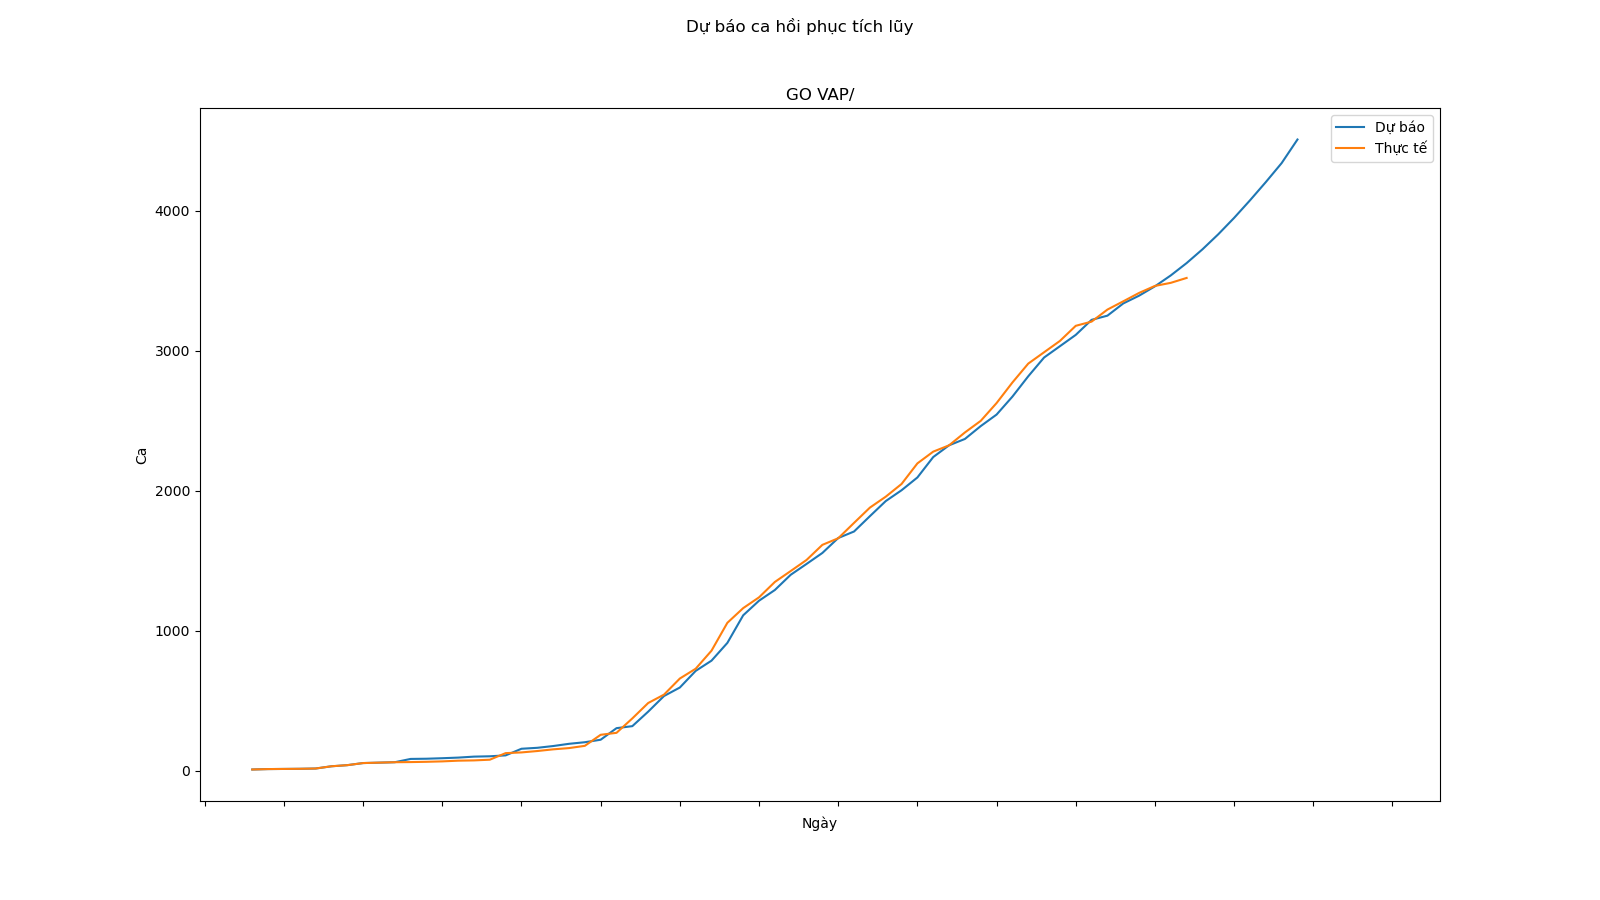 Dự báo ca hồi phục tích lũy
GO VAP/
Dự báo
Thực tế
4000
3000
2000
1000
0
Ca
Ngày